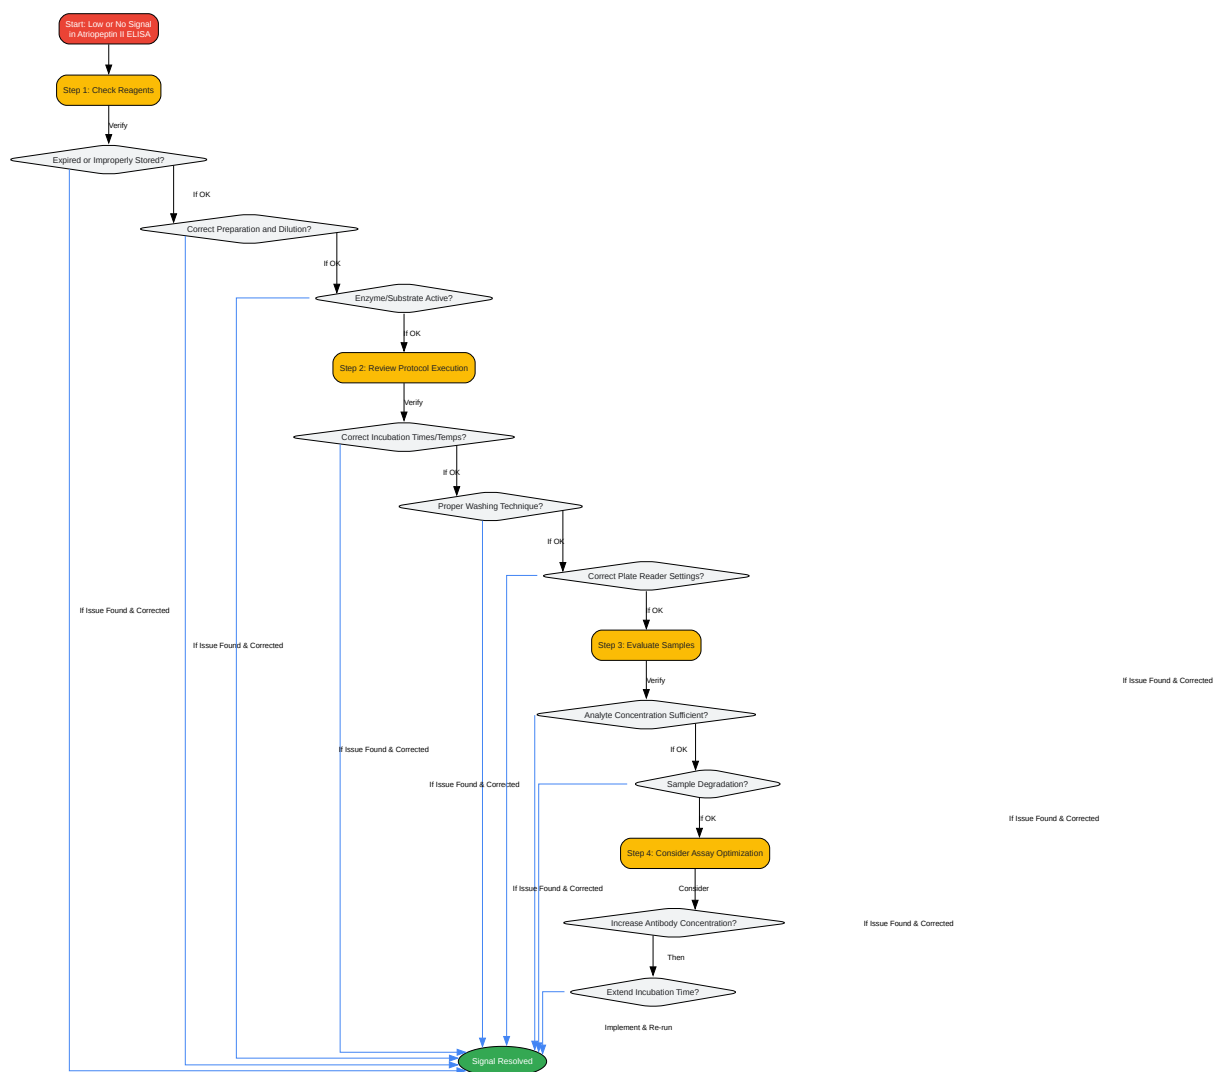 Start: Low or No Signal
in Atriopeptin II ELISA
Step 1: Check Reagents
Verify
Expired or Improperly Stored?
If OK
Correct Preparation and Dilution?
If OK
Enzyme/Substrate Active?
If OK
Step 2: Review Protocol Execution
Verify
Correct Incubation Times/Temps?
If OK
Proper Washing Technique?
If OK
Correct Plate Reader Settings?
If Issue Found & Corrected
If OK
If Issue Found & Corrected
Step 3: Evaluate Samples
Verify
If Issue Found & Corrected
Analyte Concentration Sufficient?
If Issue Found & Corrected
If OK
If Issue Found & Corrected
Sample Degradation?
If OK
If Issue Found & Corrected
Step 4: Consider Assay Optimization
If Issue Found & Corrected
Consider
Increase Antibody Concentration?
If Issue Found & Corrected
Then
Extend Incubation Time?
Implement & Re-run
Signal Resolved